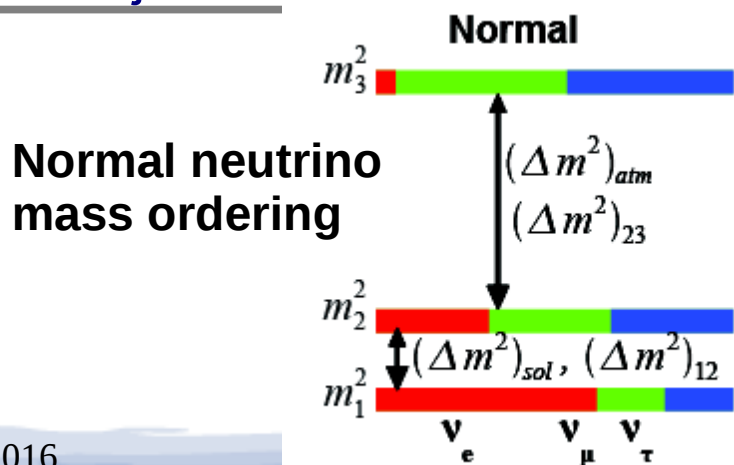 Normal
m₃²
Normal neutrino
mass ordering
(Δm²)atm
(Δm²)₂₃
m₂²
(Δm²)sol, (Δm²)₁₂
m₁²
νe νμ ντ
016